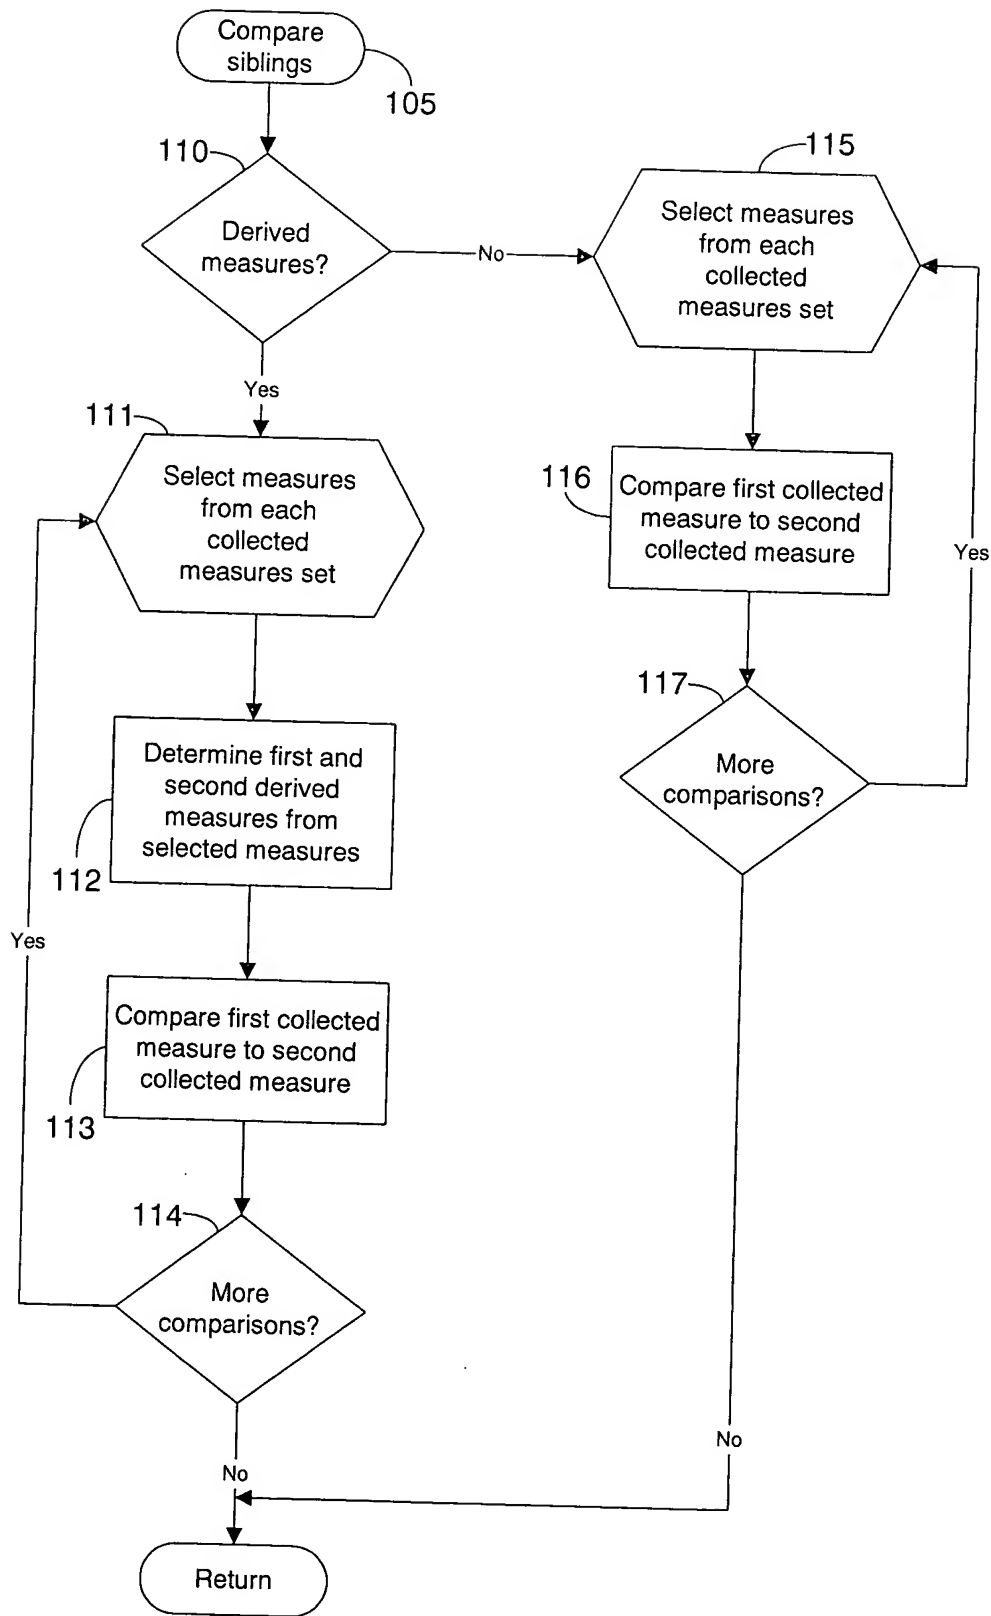 Compare
siblings
105
110
Derived
measures?
No
115
Select measures
from each
collected
measures set
Yes
111
Select measures
from each
collected
measures set
116
Compare first collected
measure to second
collected measure
Yes
117
More
comparisons?
Determine first and
second derived
measures from
selected measures
112
Yes
Compare first collected
measure to second
collected measure
113
114
More
comparisons?
No
No
Return